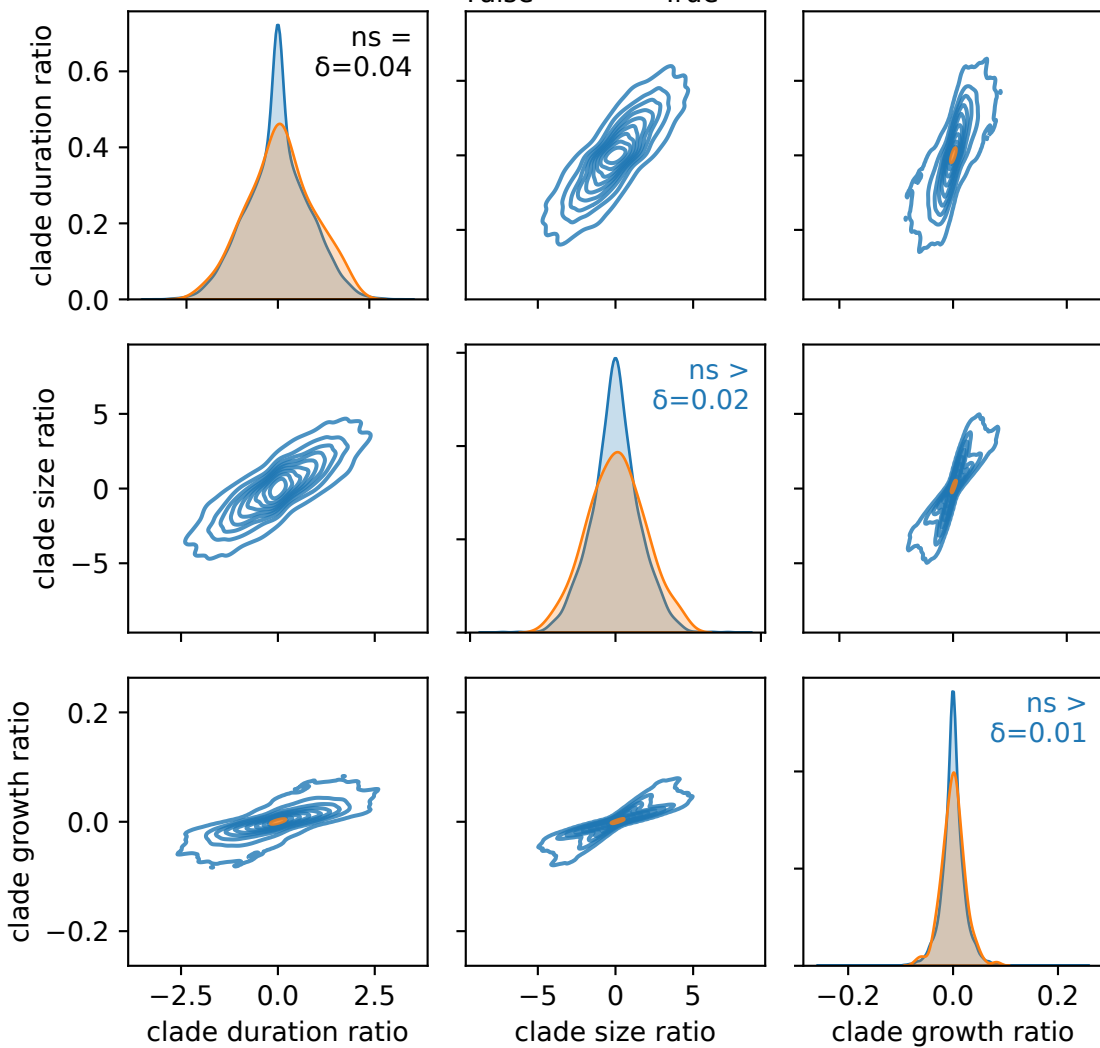 clade duration ratio
0.6
0.4
0.2
0.0
ns =
δ=0.04
clade size ratio
5
0
−5
ns >
δ=0.02
clade growth ratio
0.2
0.0
−0.2
ns >
δ=0.01
−2.5 0.0 2.5
−5 0 5
−0.2 0.0 0.2
clade duration ratio
clade size ratio
clade growth ratio